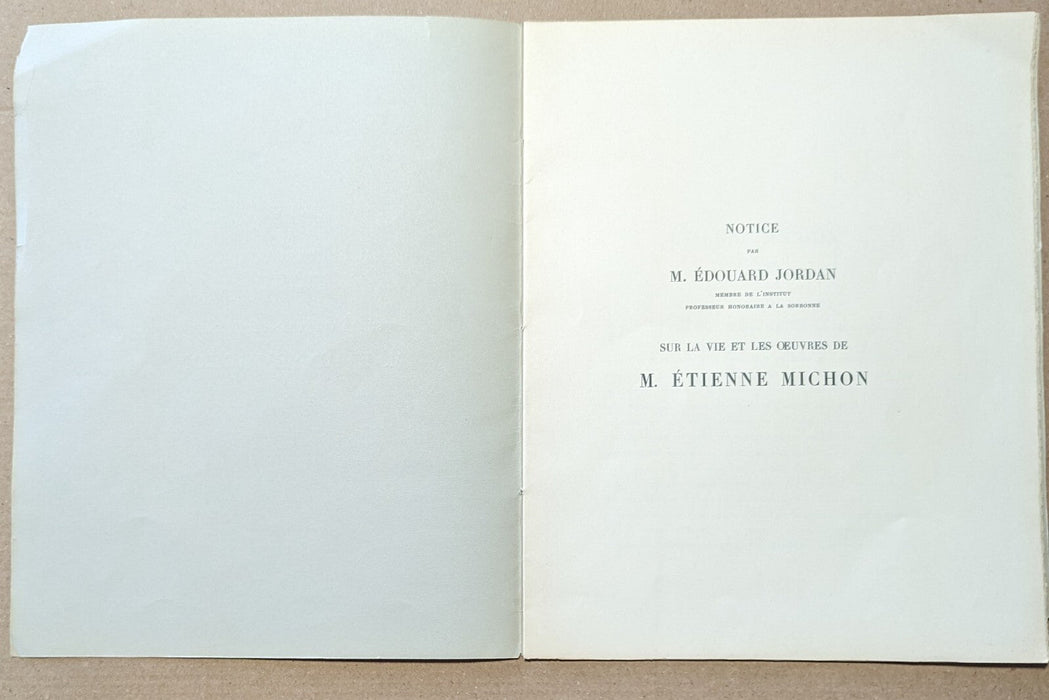 NOTICE
PAR
M. ÉDOUARD JORDAN
MEMBRE DE L'INSTITUT
PROFESSEUR HONORAIRE A LA SORBONNE
SUR LA VIE ET LES ŒUVRES DE
M. ÉTIENNE MICHON